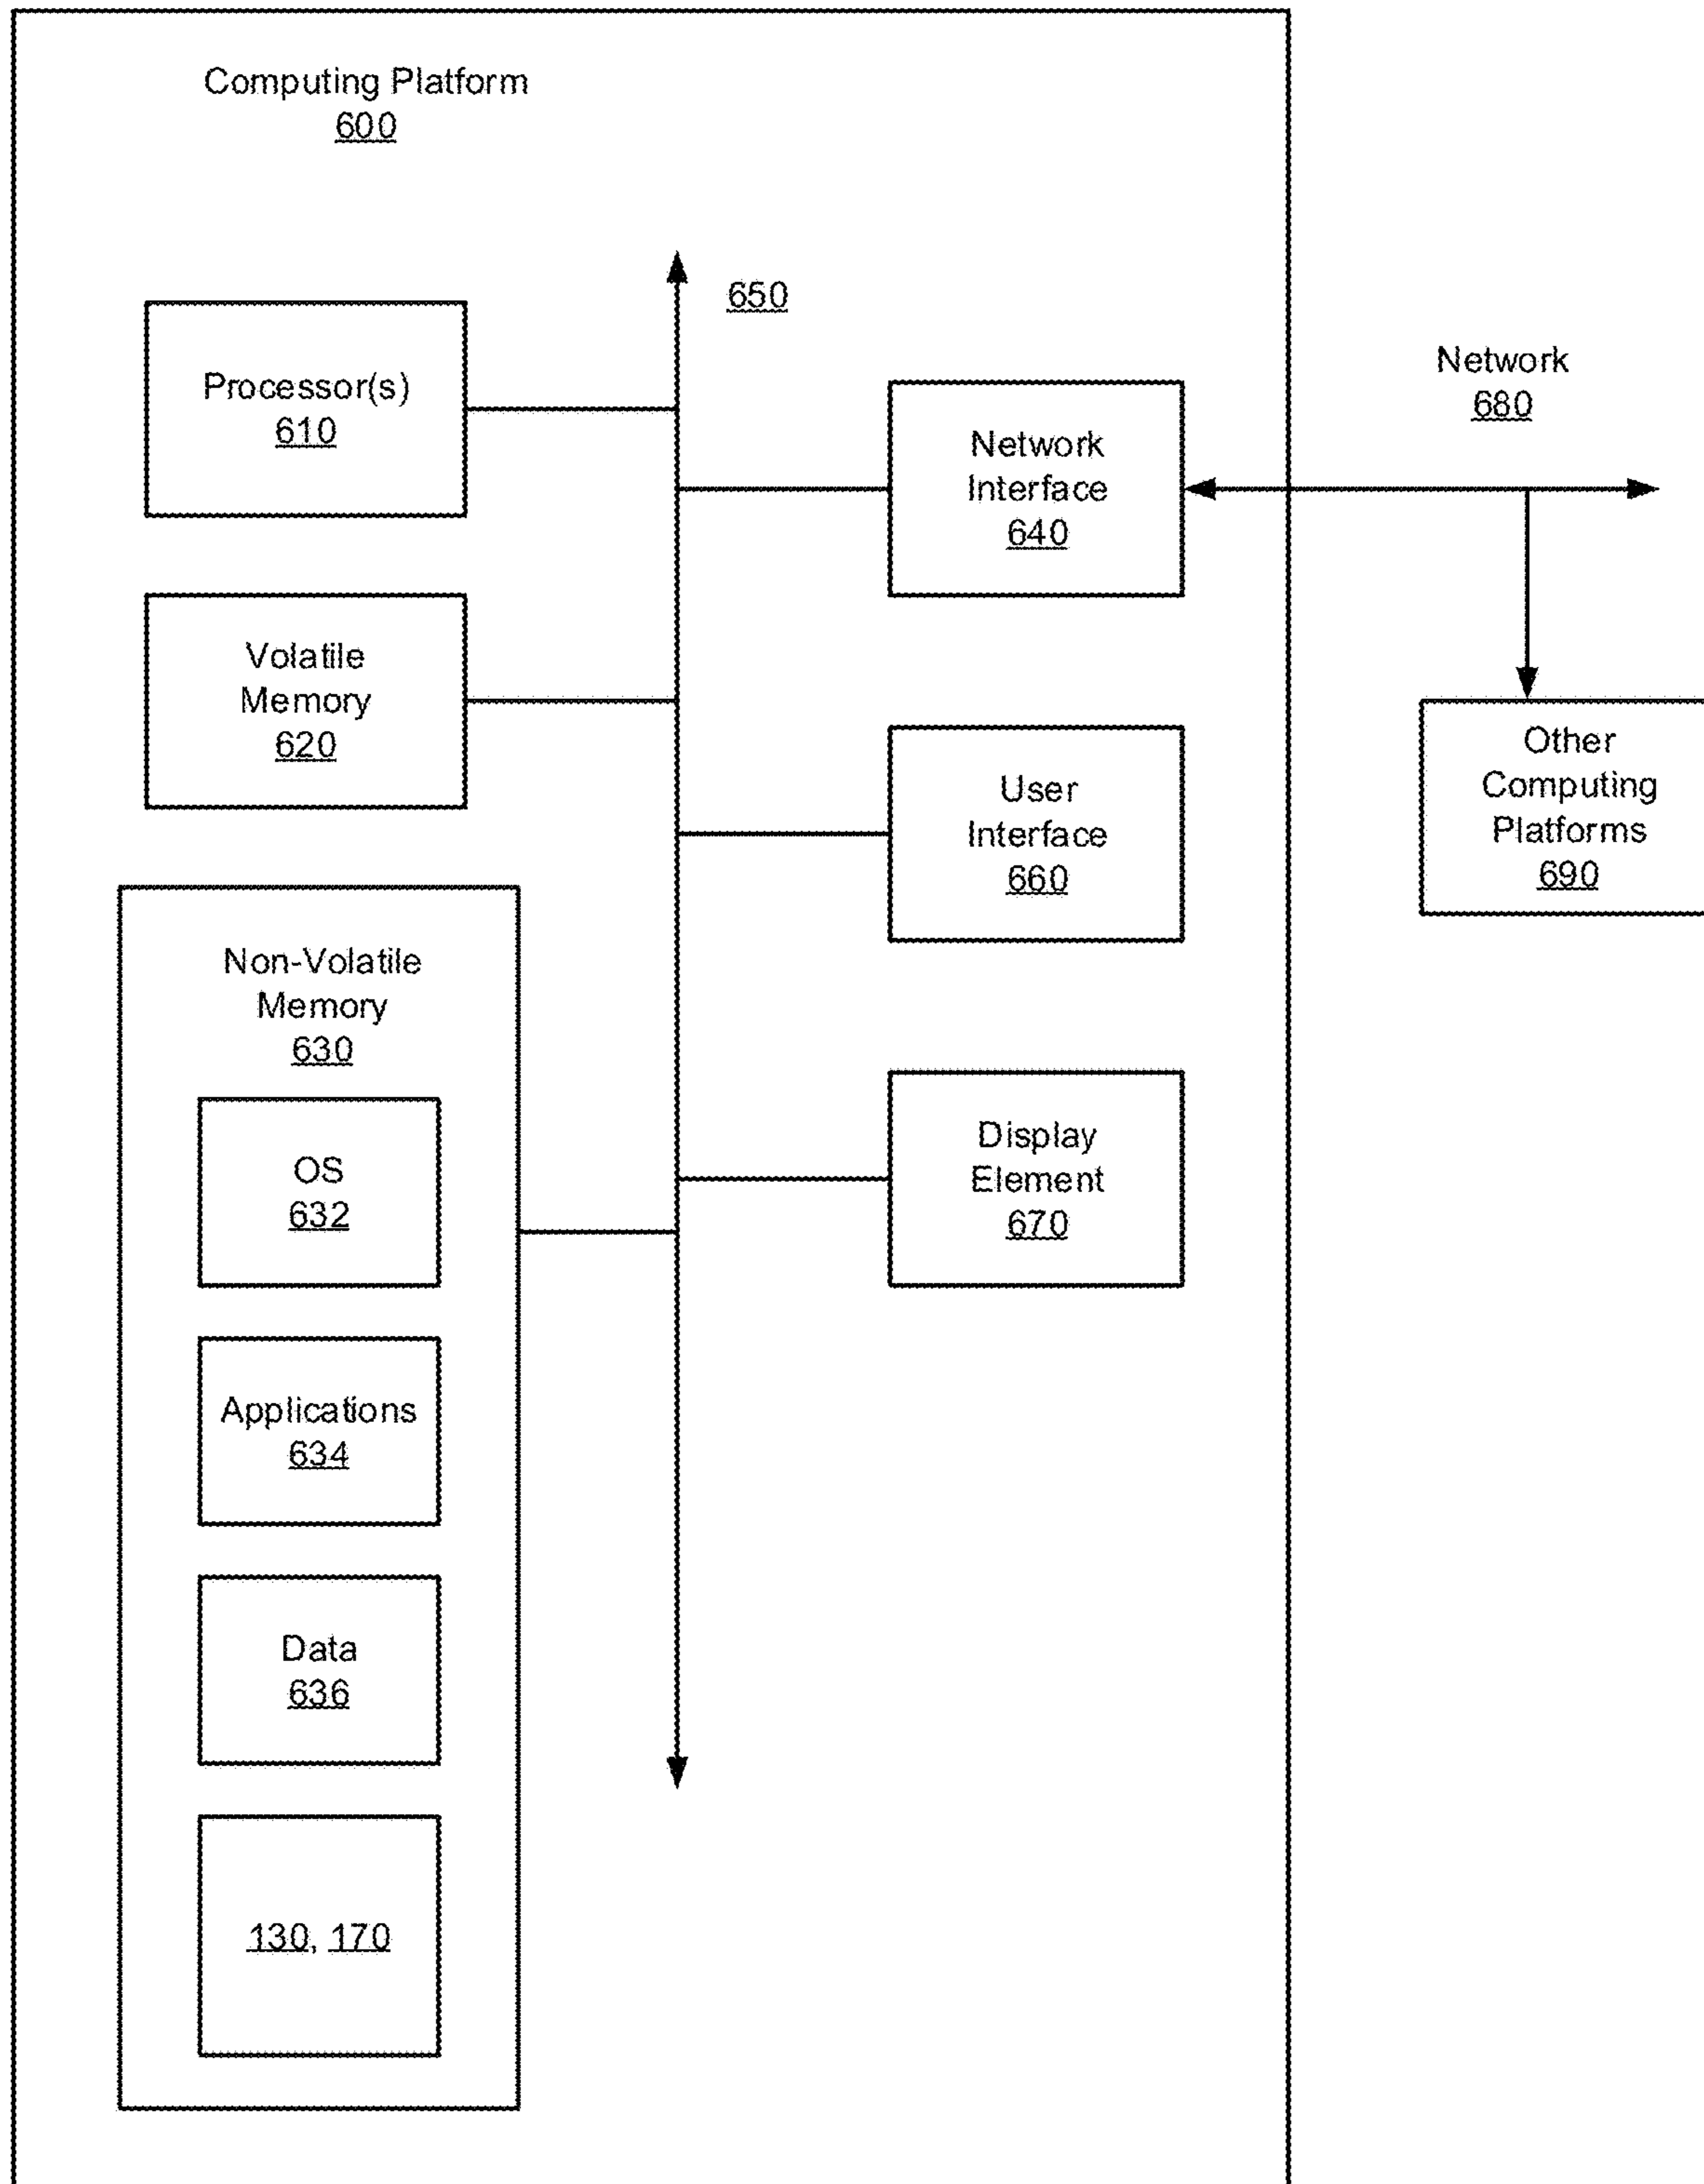 Computing Platform
600
650
Processor(s)
610
Network
Interface
640
Network
680
Volatile
Memory
620
User
Interface
660
Other
Computing
Platforms
690
Non-Volatile
Memory
630
OS
632
Display
Element
670
Applications
634
Data
636
130, 170